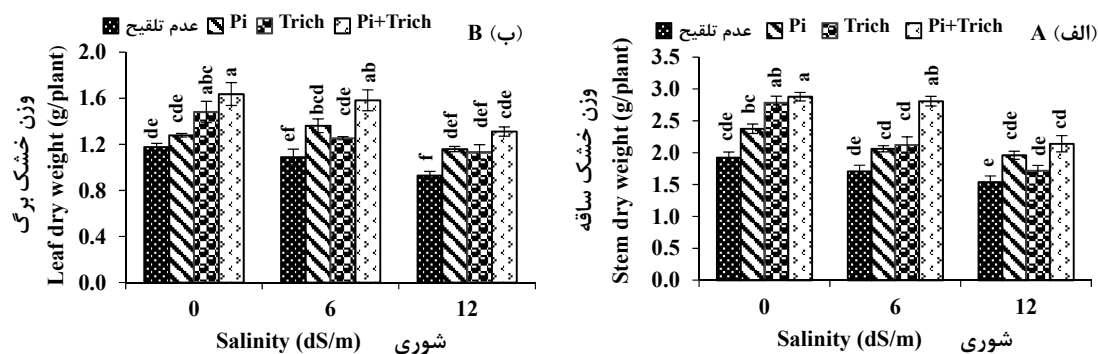 عدم تلقیح Pi Trich Pi+Trich
B (ب)
وزن خشک برگ
Leaf dry weight (g/plant)
1.8
1.6
1.2
0.8
0.4
0.0
de cde abc a
ef bcd cde ab
f def def cde
0 6 12
Salinity (dS/m) شوری
عدم تلقیح Pi Trich Pi+Trich
A (الف)
وزن خشک ساقه
Stem dry weight (g/plant)
3.5
3.0
2.5
2.0
1.5
1.0
0.5
0.0
cde bc ab a
de cd cd ab
e cde de cd
0 6 12
Salinity (dS/m) شوری